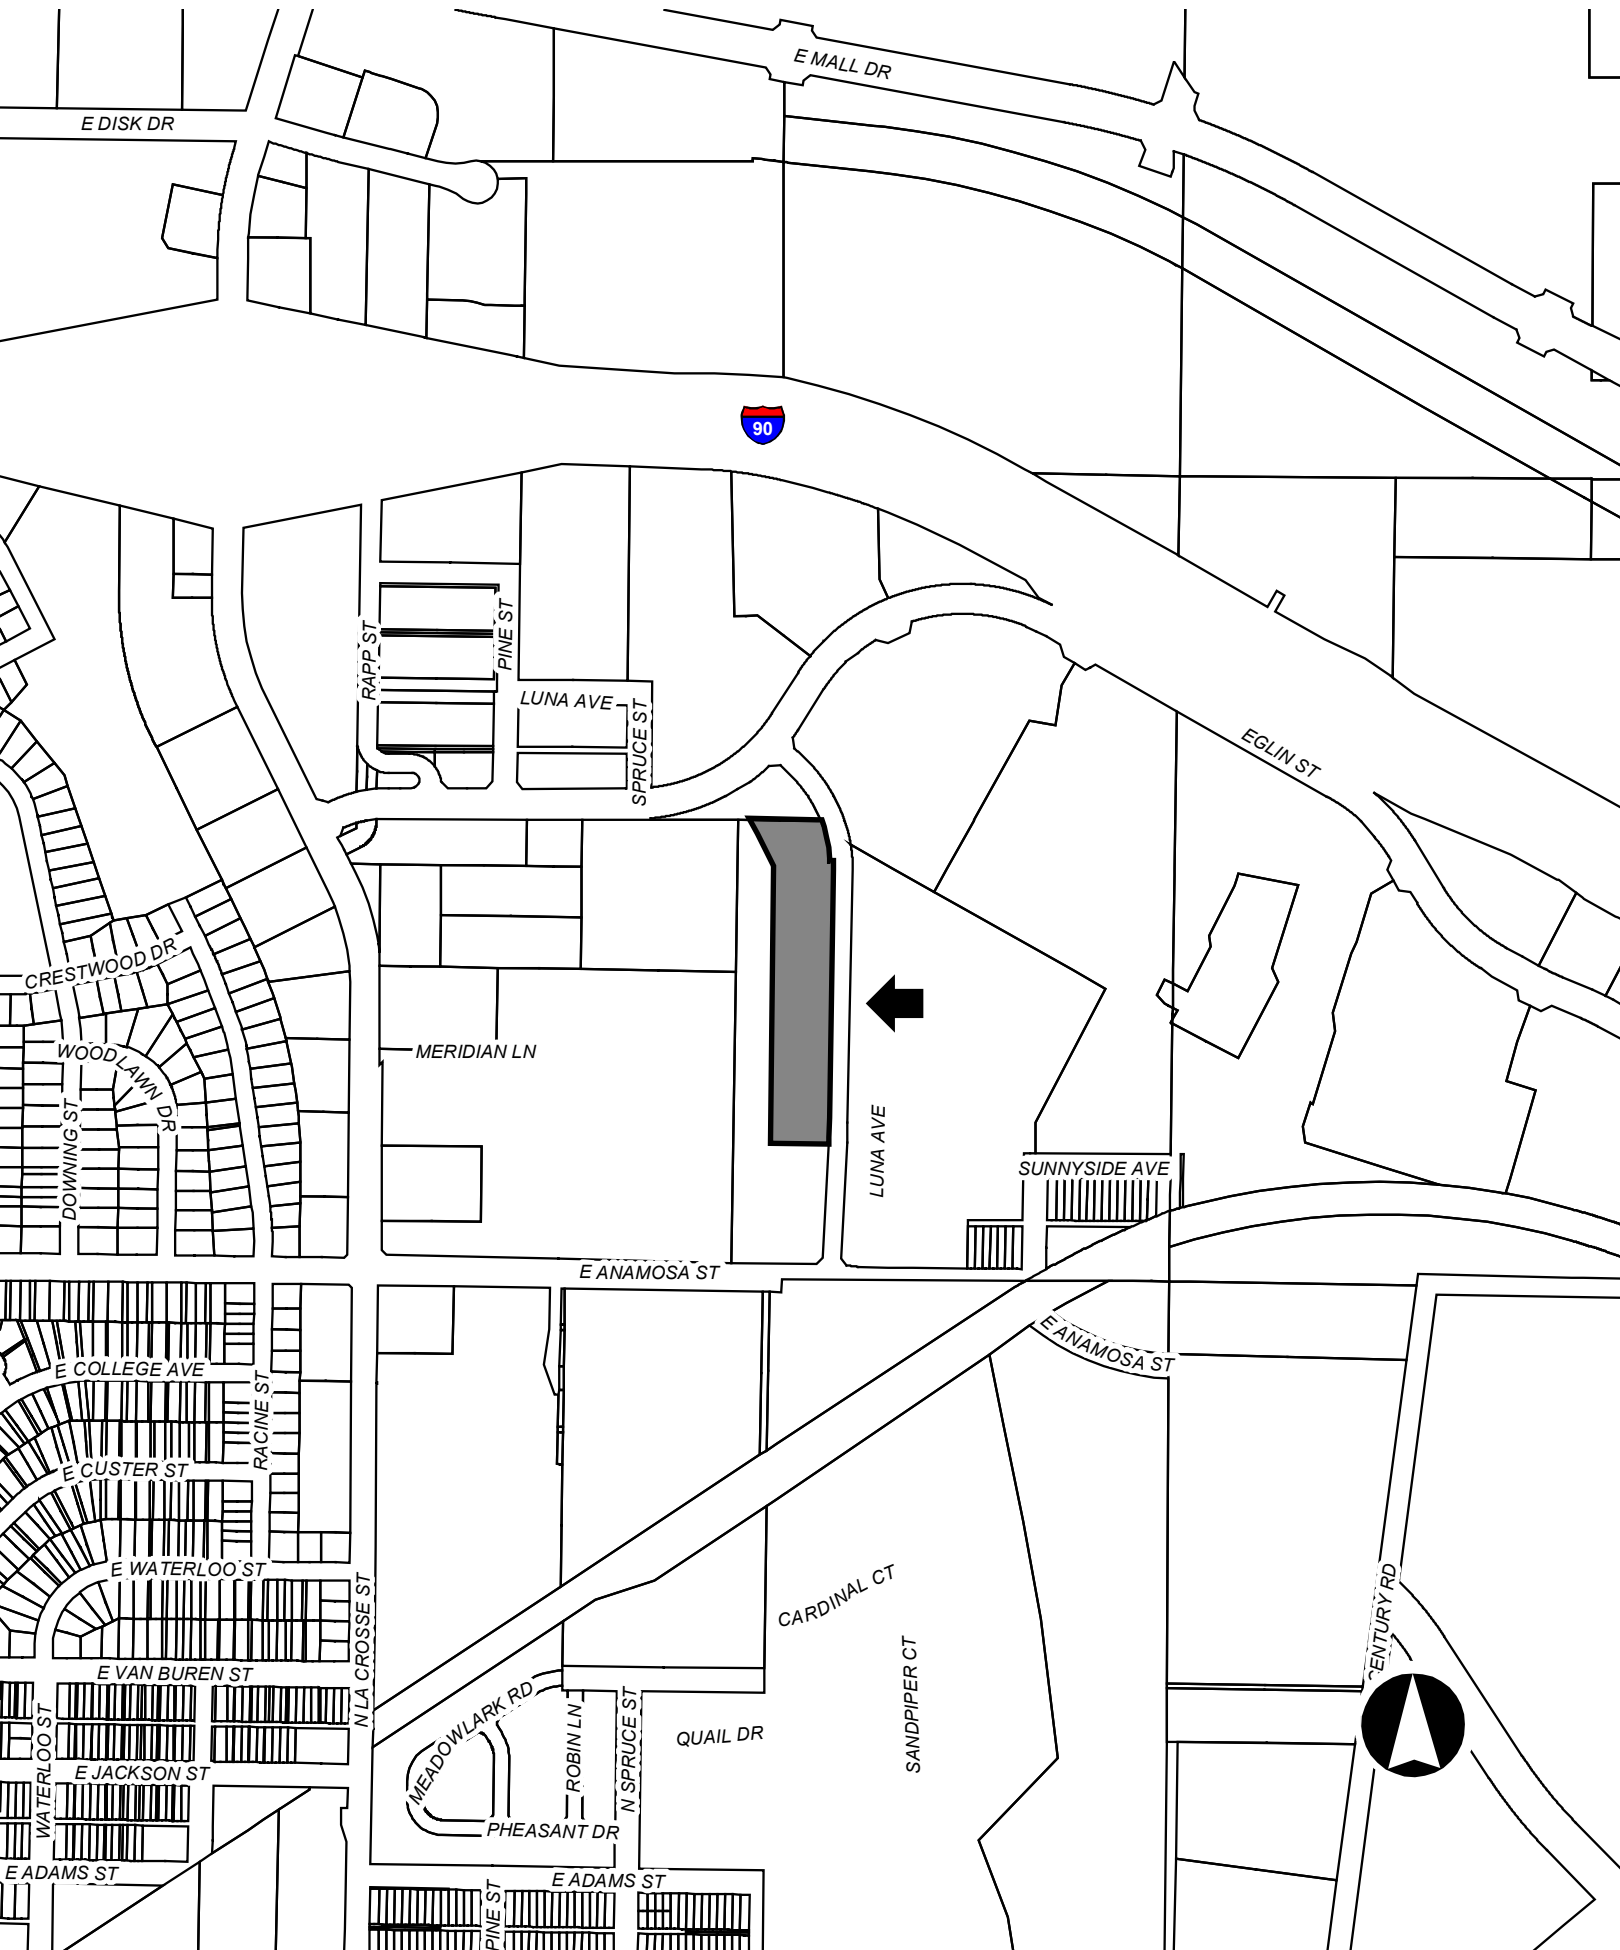 E MALL DR
E DISK DR
90
RAPP ST
PINE ST
LUNA AVE
SPRUCE ST
EGLIN ST
CRESTWOOD DR
WOODLAWN DR
MERIDIAN LN
DOWNING ST
LUNA AVE
SUNNYSIDE AVE
E ANAMOSA ST
E ANAMOSA ST
E COLLEGE AVE
RACINE ST
E CUSTER ST
E WATERLOO ST
CARDINAL CT
N LA CROSSE ST
CENTURY RD
E VAN BUREN ST
MEADOWLARK RD
ROBIN LN
N SPRUCE ST
QUAIL DR
SANDPIPER CT
WATERLOO ST
E JACKSON ST
PHEASANT DR
E ADAMS ST
E ADAMS ST
PINE ST